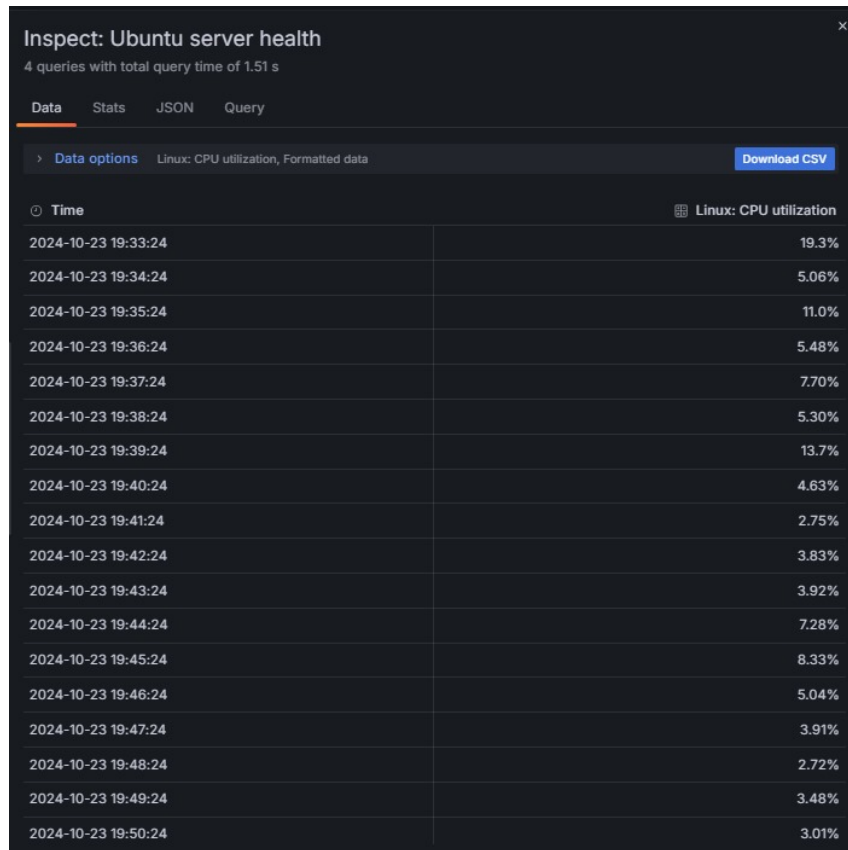 Inspect: Ubuntu server health
4 queries with total query time of 1.51 s
Data Stats JSON Query
Data options Linux: CPU utilization, Formatted data Download CSV
Time Linux: CPU utilization
2024-10-23 19:33:24 19.3%
2024-10-23 19:34:24 5.06%
2024-10-23 19:35:24 11.0%
2024-10-23 19:36:24 5.48%
2024-10-23 19:37:24 7.70%
2024-10-23 19:38:24 5.30%
2024-10-23 19:39:24 13.7%
2024-10-23 19:40:24 4.63%
2024-10-23 19:41:24 2.75%
2024-10-23 19:42:24 3.83%
2024-10-23 19:43:24 3.92%
2024-10-23 19:44:24 7.28%
2024-10-23 19:45:24 8.33%
2024-10-23 19:46:24 5.04%
2024-10-23 19:47:24 3.91%
2024-10-23 19:48:24 2.72%
2024-10-23 19:49:24 3.48%
2024-10-23 19:50:24 3.01%